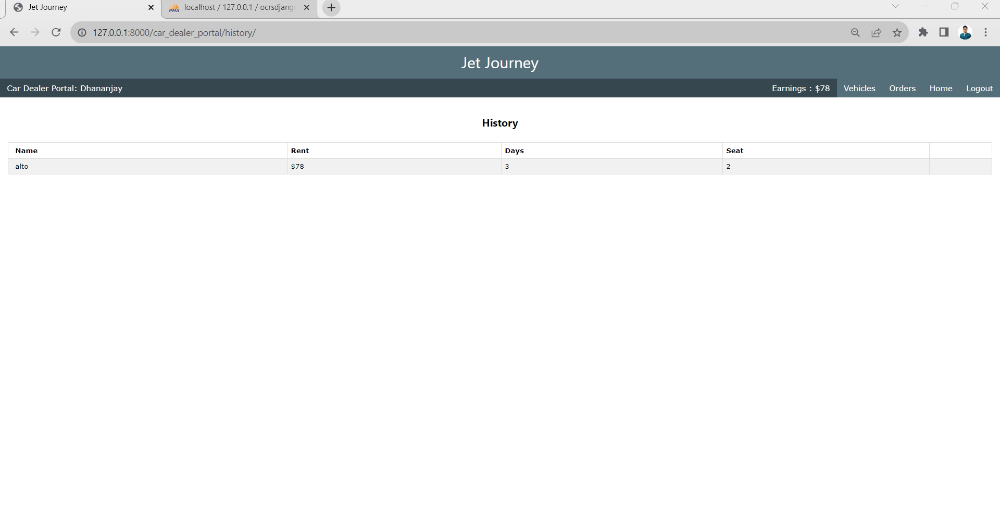 Jet Journey
localhost / 127.0.0.1 / ocrsdjang
127.0.0.1:8000/car_dealer_portal/history/
Jet Journey
Car Dealer Portal: Dhananjay Earnings : $78 Vehicles Orders Home Logout
History
Name Rent Days Seat
alto $78 3 2